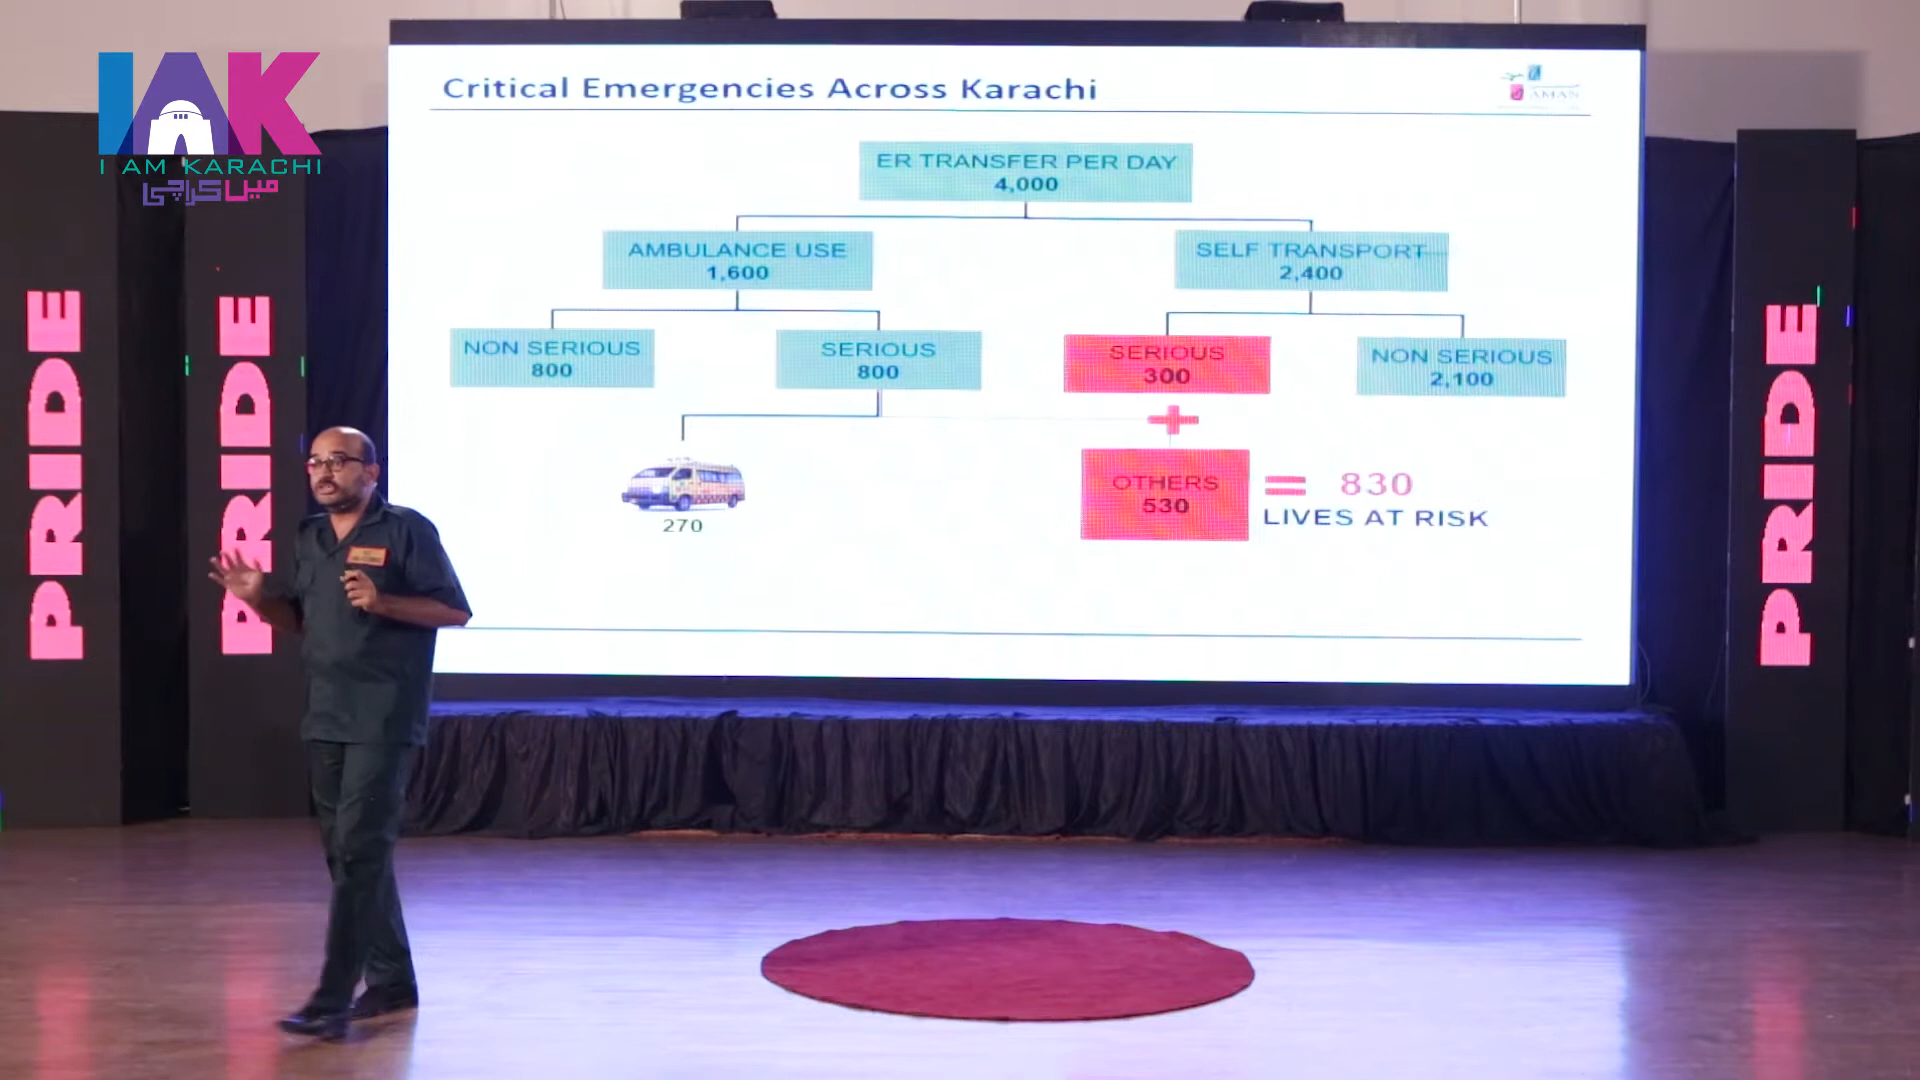 IAK
I AM KARACHI
میں کراچی
Critical Emergencies Across Karachi
AMAN
ER TRANSFER PER DAY
4,000
AMBULANCE USE
1,600
SELF TRANSPORT
2,400
NON SERIOUS
800
SERIOUS
800
SERIOUS
300
NON SERIOUS
2,100
+
270
OTHERS
530
= 830
LIVES AT RISK
PRIDE
PRIDE
PRIDE